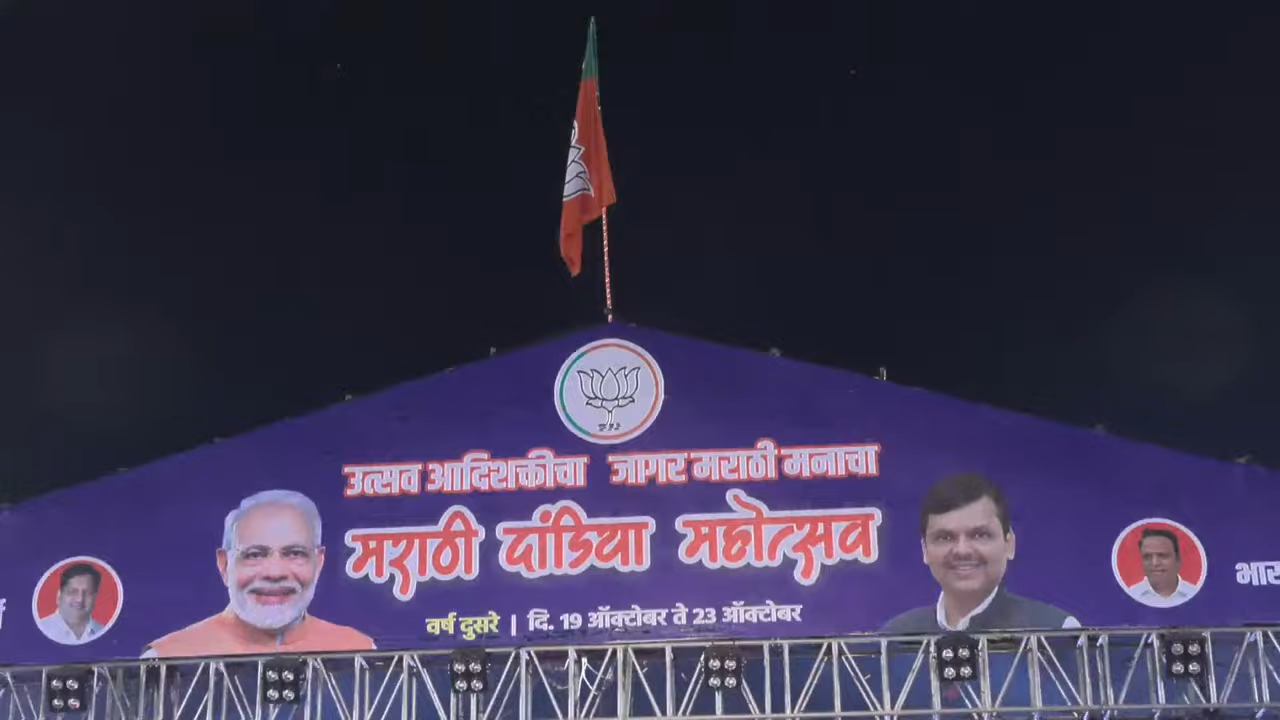 उत्सव आदिशक्तीचा जागर मराठी मनाचा
मराठी दांडिया महोत्सव
वर्ष दुसरे | दि. 19 ऑक्टोबर ते 23 ऑक्टोबर